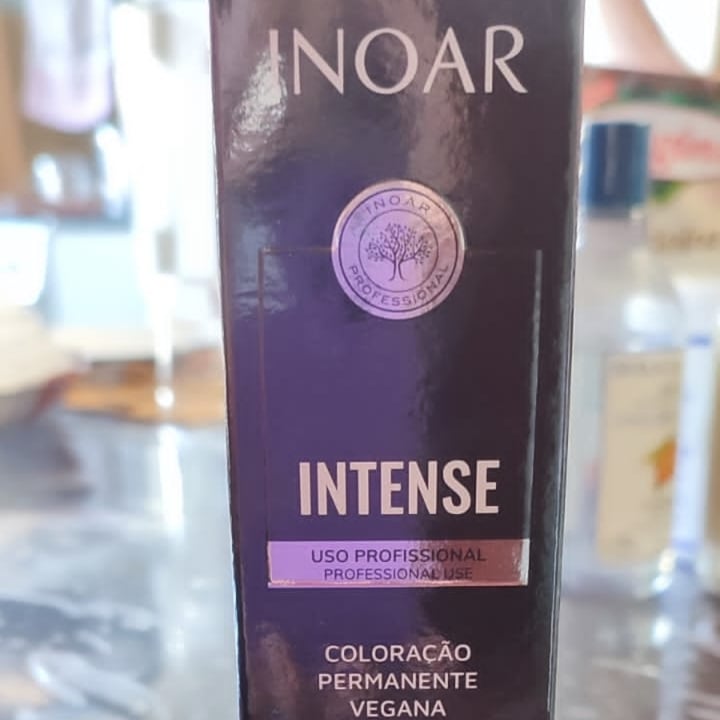 INOAR
INOAR
PROFESSIONAL
INTENSE
USO PROFISSIONAL
PROFESSIONAL USE
COLORAÇÃO
PERMANENTE
VEGANA